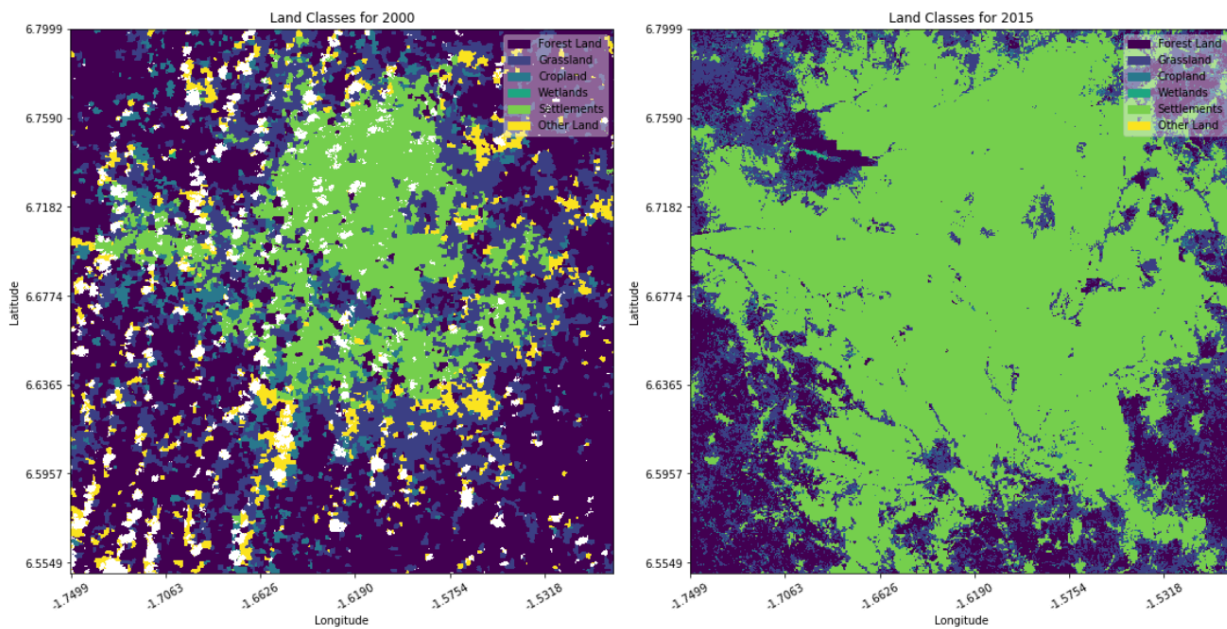 Land Classes for 2000
6.7999
6.7590
6.7182
6.6774
6.6365
6.5957
6.5549
Latitude
Forest Land
Grassland
Cropland
Wetlands
Settlements
Other Land
-1.7499
-1.7063
-1.6626
-1.6190
-1.5754
-1.5318
Longitude
Land Classes for 2015
6.7999
6.7590
6.7182
6.6774
6.6365
6.5957
6.5549
Latitude
Forest Land
Grassland
Cropland
Wetlands
Settlements
Other Land
-1.7499
-1.7063
-1.6626
-1.6190
-1.5754
-1.5318
Longitude